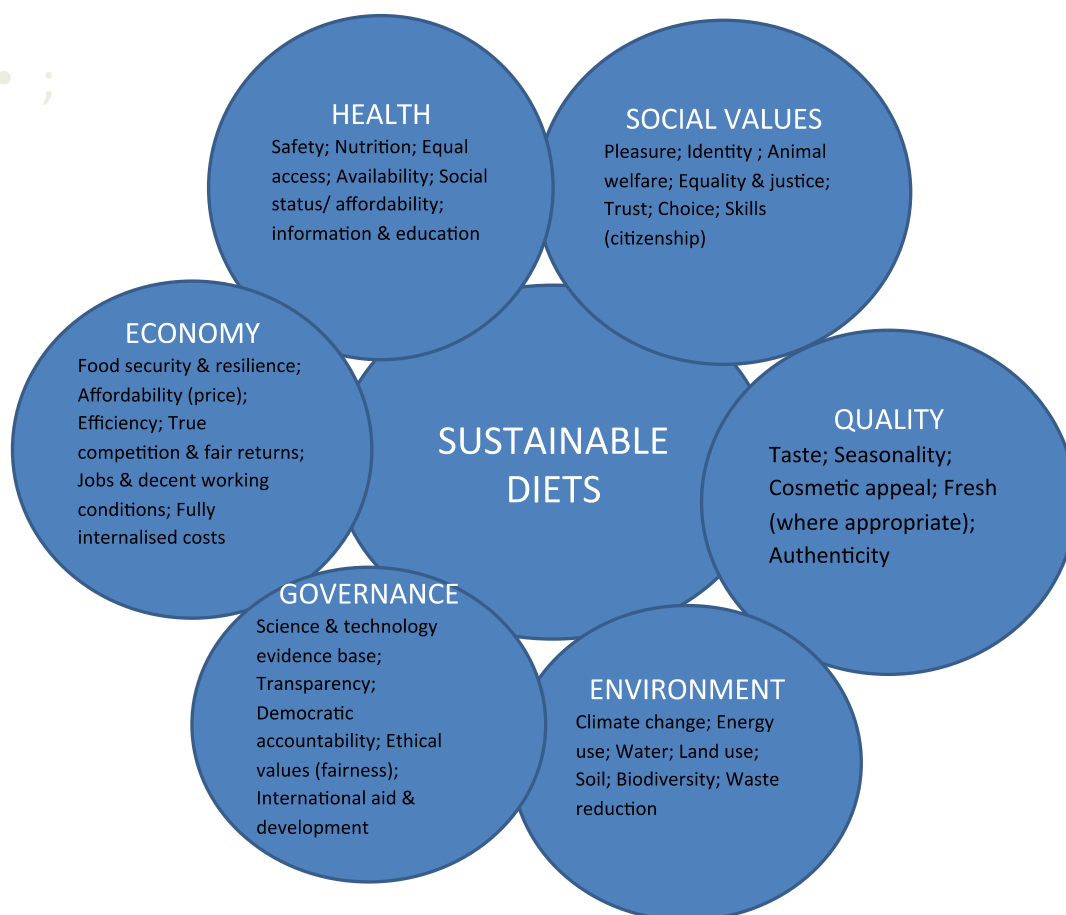 • ;
HEALTH
Safety; Nutrition; Equal
access; Availability; Social
status/ affordability;
information & education
SOCIAL VALUES
Pleasure; Identity ; Animal
welfare; Equality & justice;
Trust; Choice; Skills
(citizenship)
ECONOMY
Food security & resilience;
Affordability (price);
Efficiency; True
competition & fair returns;
Jobs & decent working
conditions; Fully
internalised costs
SUSTAINABLE
DIETS
QUALITY
Taste; Seasonality;
Cosmetic appeal; Fresh
(where appropriate);
Authenticity
GOVERNANCE
Science & technology
evidence base;
Transparency;
Democratic
accountability; Ethical
values (fairness);
International aid &
development
ENVIRONMENT
Climate change; Energy
use; Water; Land use;
Soil; Biodiversity; Waste
reduction